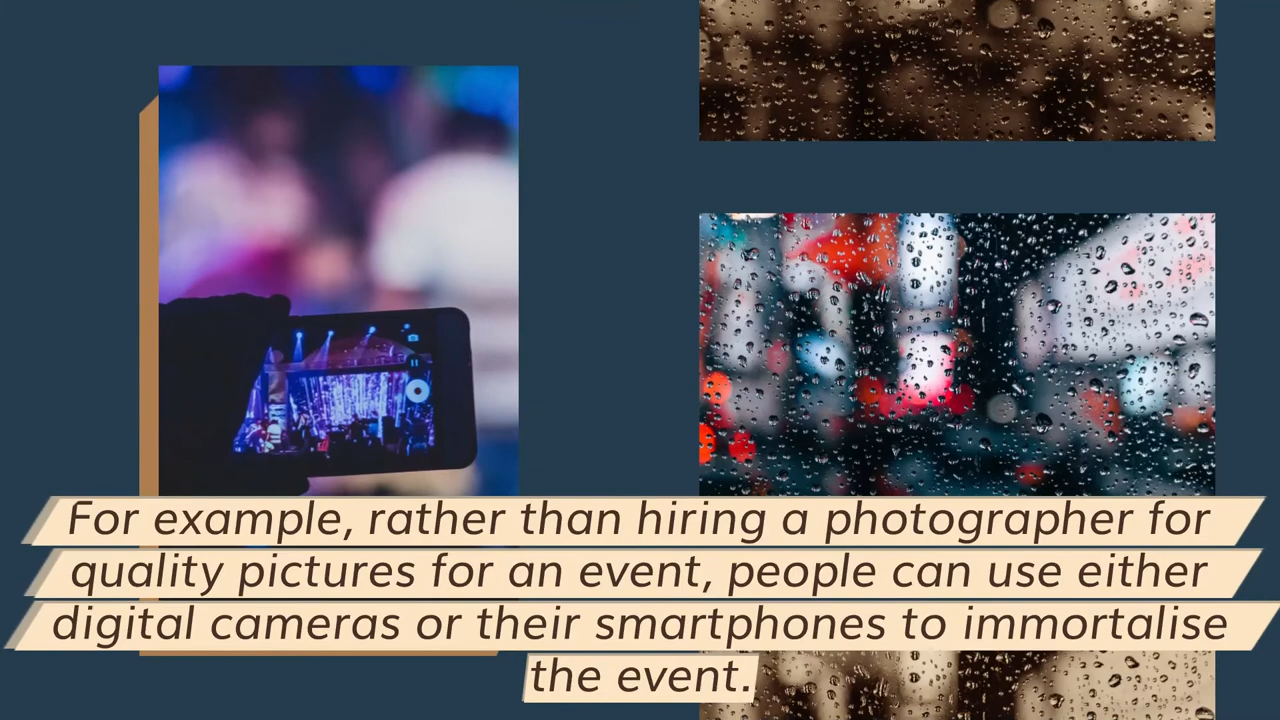 For example, rather than hiring a photographer for
quality pictures for an event, people can use either
digital cameras or their smartphones to immortalise
the event.